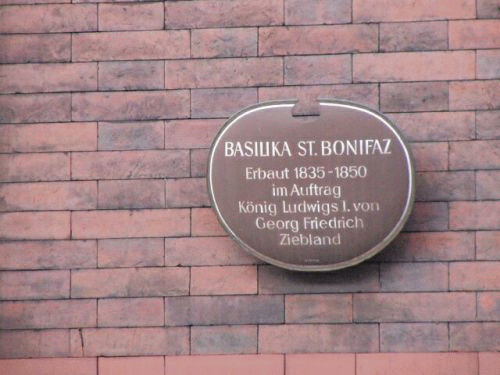 BASILIKA ST. BONIFAZ
Erbaut 1835-1850
im Auftrag
König Ludwigs I. von
Georg Friedrich
Ziebland